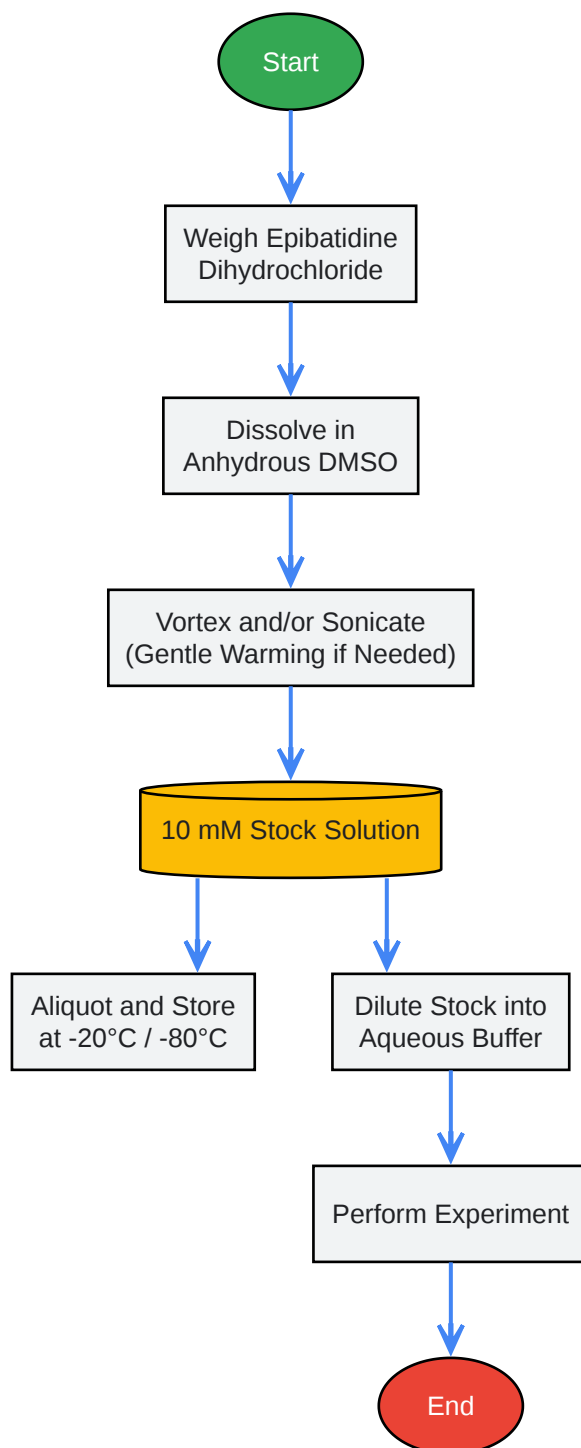 Start
Weigh Epibatidine
Dihydrochloride
Dissolve in
Anhydrous DMSO
Vortex and/or Sonicate
(Gentle Warming if Needed)
10 mM Stock Solution
Aliquot and Store
at -20°C / -80°C
Dilute Stock into
Aqueous Buffer
Perform Experiment
End